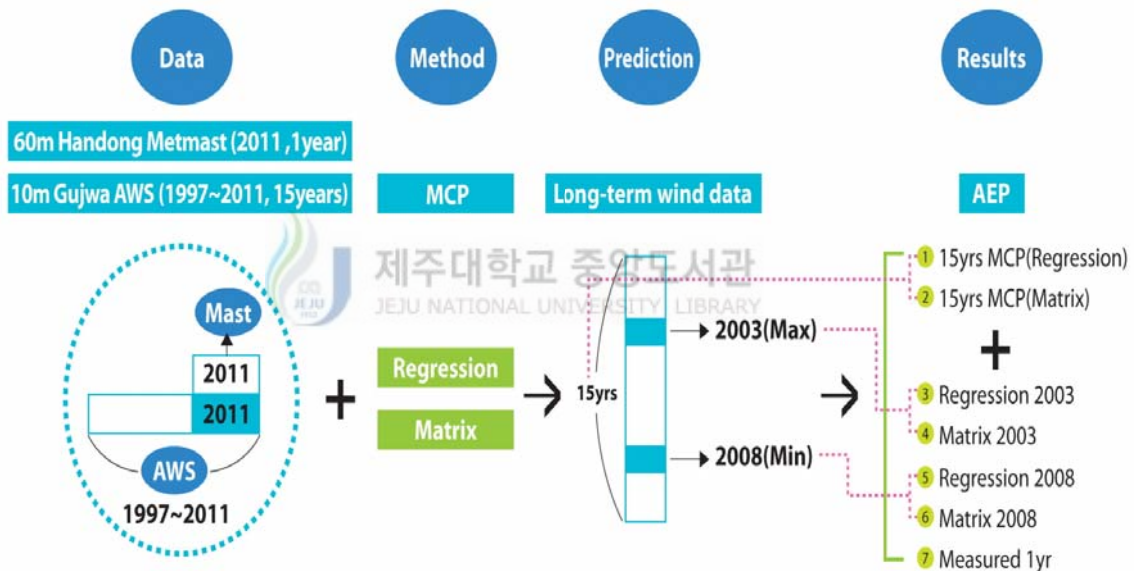 Data
Method
Prediction
Results
60m Handong Metmast (2011 ,1year)
10m Gujwa AWS (1997~2011, 15years)
MCP
Long-term wind data
AEP
제주대학교 중앙도서관
JEJU NATIONAL UNIVERSITY LIBRARY
JEJU
1952
Mast
2011
2011
AWS
1997~2011
+
Regression
Matrix
15yrs
2003(Max)
2008(Min)
1 15yrs MCP(Regression)
2 15yrs MCP(Matrix)
+
3 Regression 2003
4 Matrix 2003
5 Regression 2008
6 Matrix 2008
7 Measured 1yr